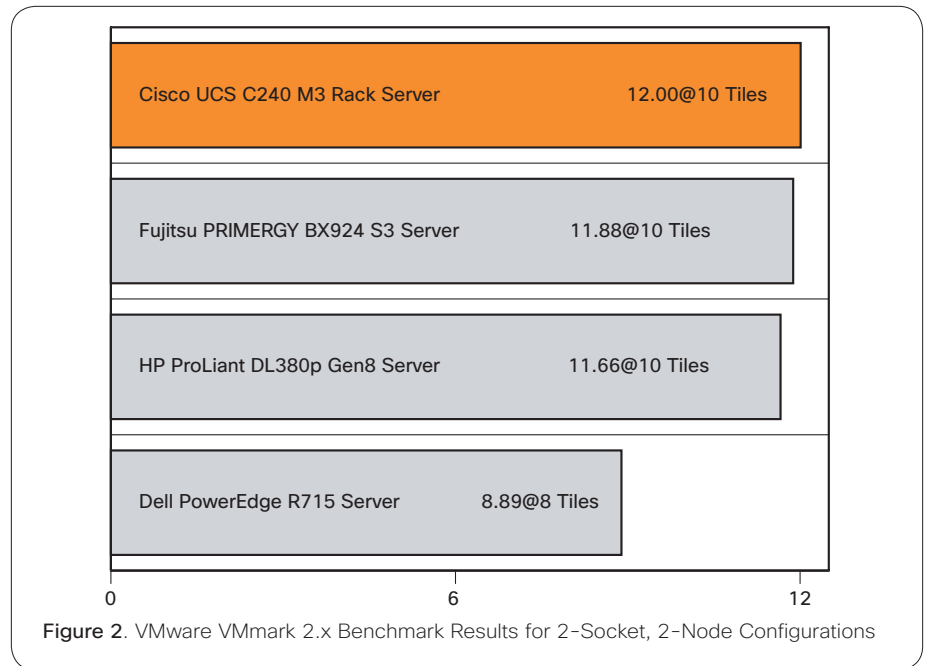 Cisco UCS C240 M3 Rack Server 12.00@10 Tiles
Fujitsu PRIMERGY BX924 S3 Server 11.88@10 Tiles
HP ProLiant DL380p Gen8 Server 11.66@10 Tiles
Dell PowerEdge R715 Server 8.89@8 Tiles
0 6 12
Figure 2. VMware VMmark 2.x Benchmark Results for 2-Socket, 2-Node Configurations